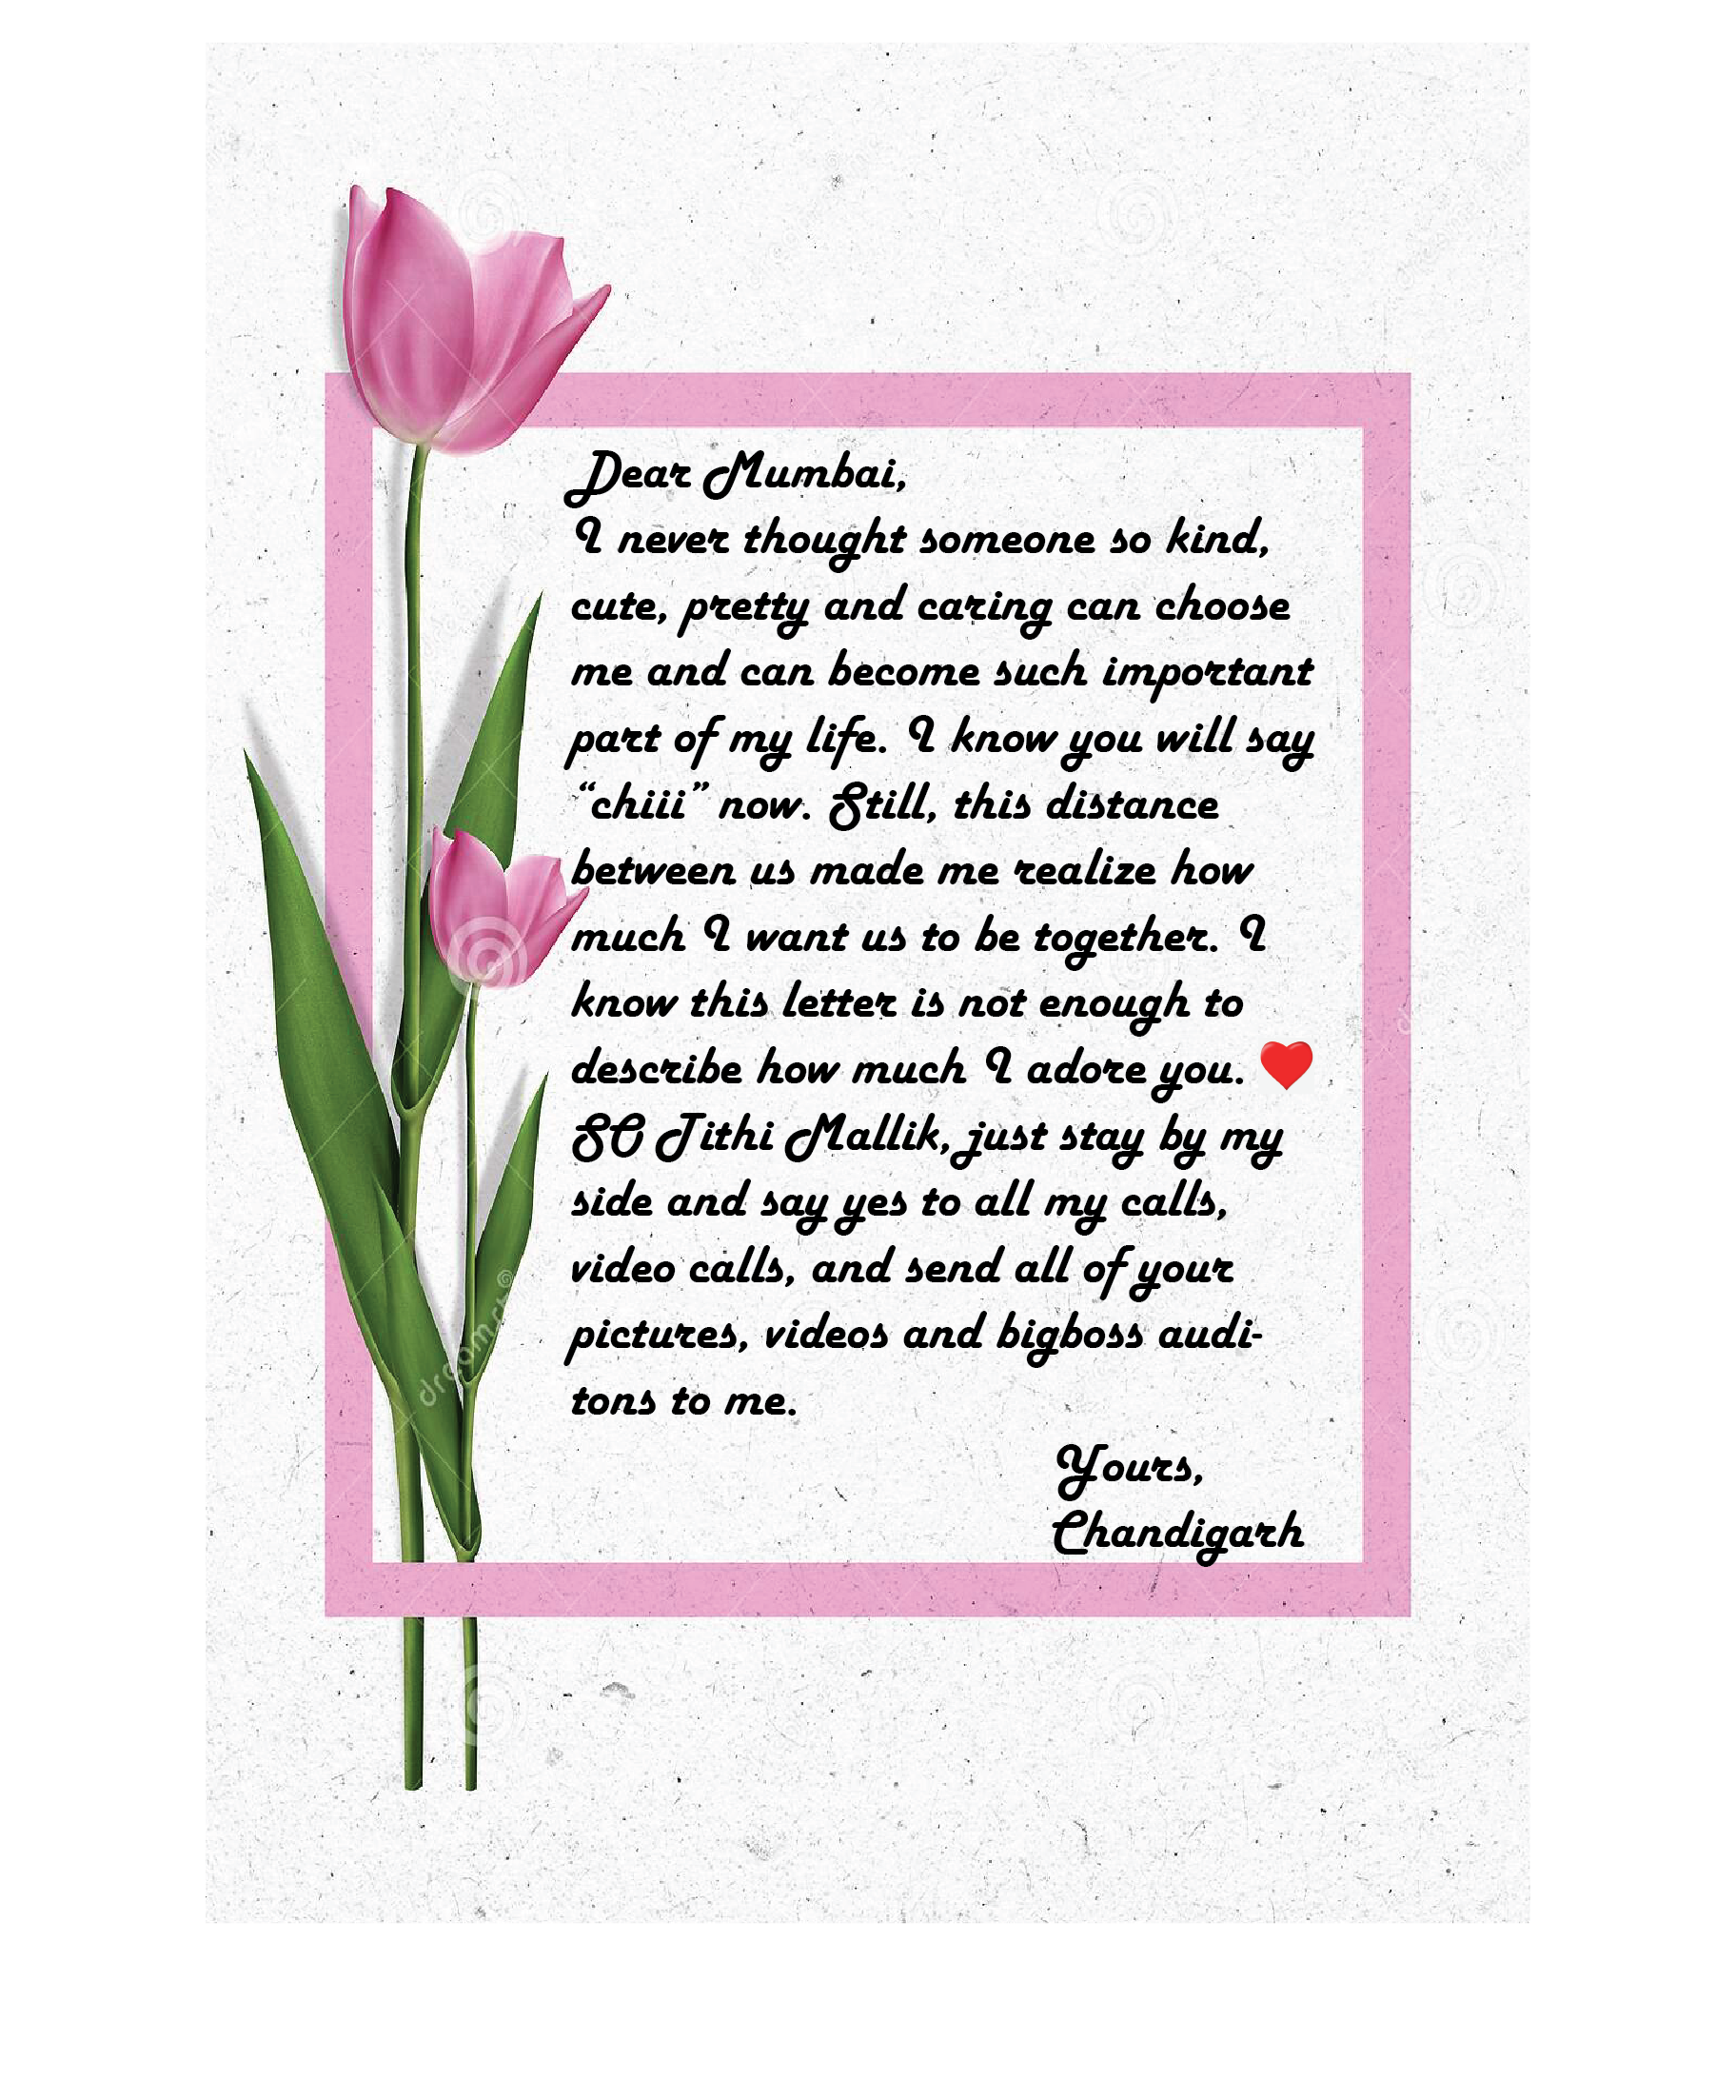 Dear Mumbai,
I never thought someone so kind,
cute, pretty and caring can choose
me and can become such important
part of my life. I know you will say
“chiii” now. Still, this distance
between us made me realize how
much I want us to be together. I
know this letter is not enough to
describe how much I adore you. ❤️
SO Tithi Mallik, just stay by my
side and say yes to all my calls,
video calls, and send all of your
pictures, videos and bigboss audi-
tons to me.
Yours,
Chandigarh